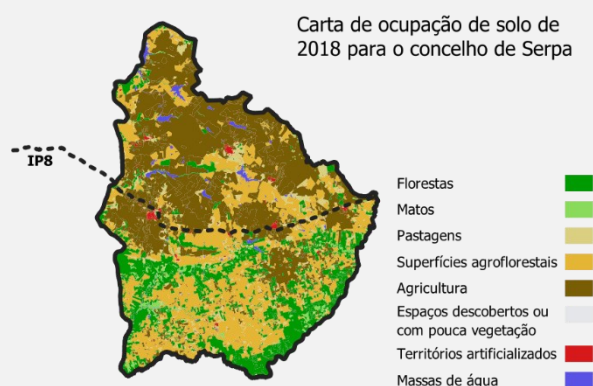 Carta de ocupação de solo de
2018 para o concelho de Serpa
IP8
Florestas
Matos
Pastagens
Superfícies agroflorestais
Agricultura
Espaços descobertos ou
com pouca vegetação
Territórios artificializados
Massas de água